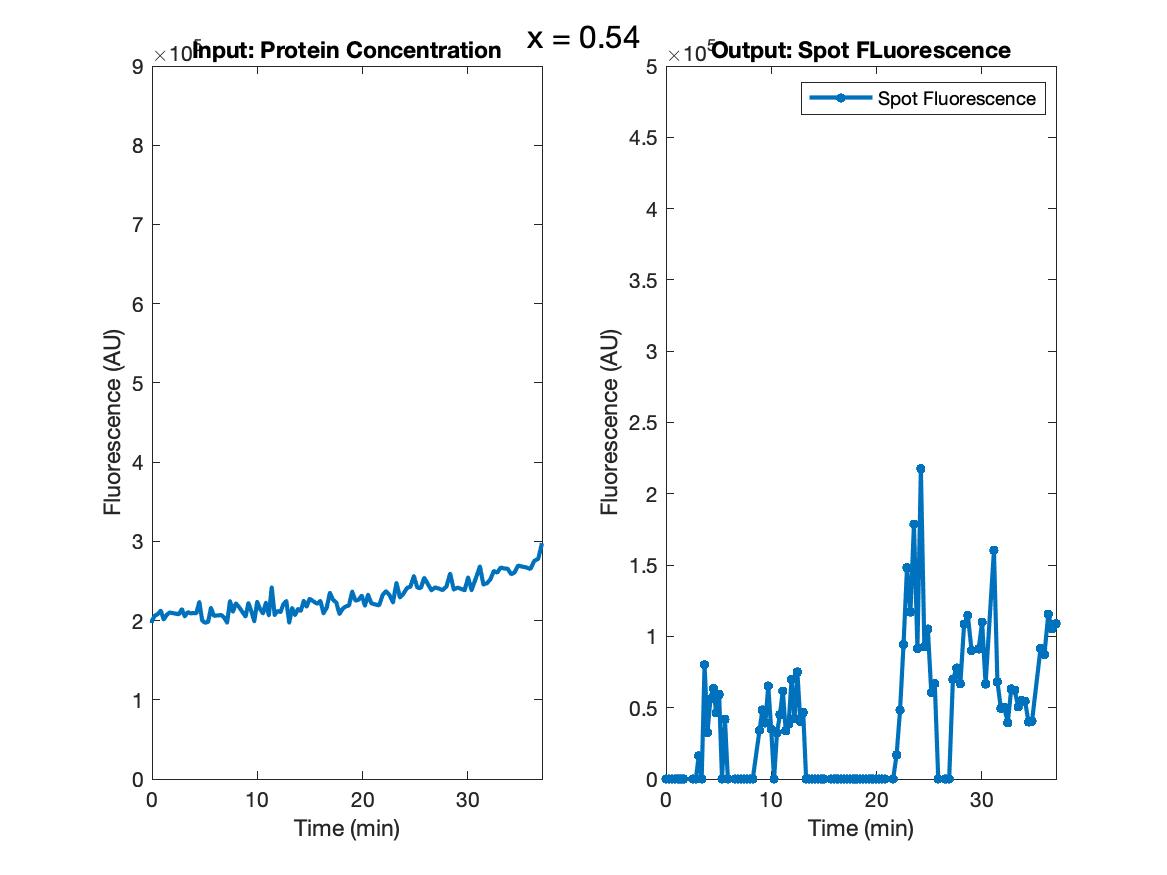 x = 0.54
×10⁵
Input: Protein Concentration
9
8
7
6
5
4
3
2
1
0
Fluorescence (AU)
0 10 20 30
Time (min)
×10⁵
Output: Spot FLuorescence
Spot Fluorescence
5
4.5
4
3.5
3
2.5
2
1.5
1
0.5
0
Fluorescence (AU)
0 10 20 30
Time (min)